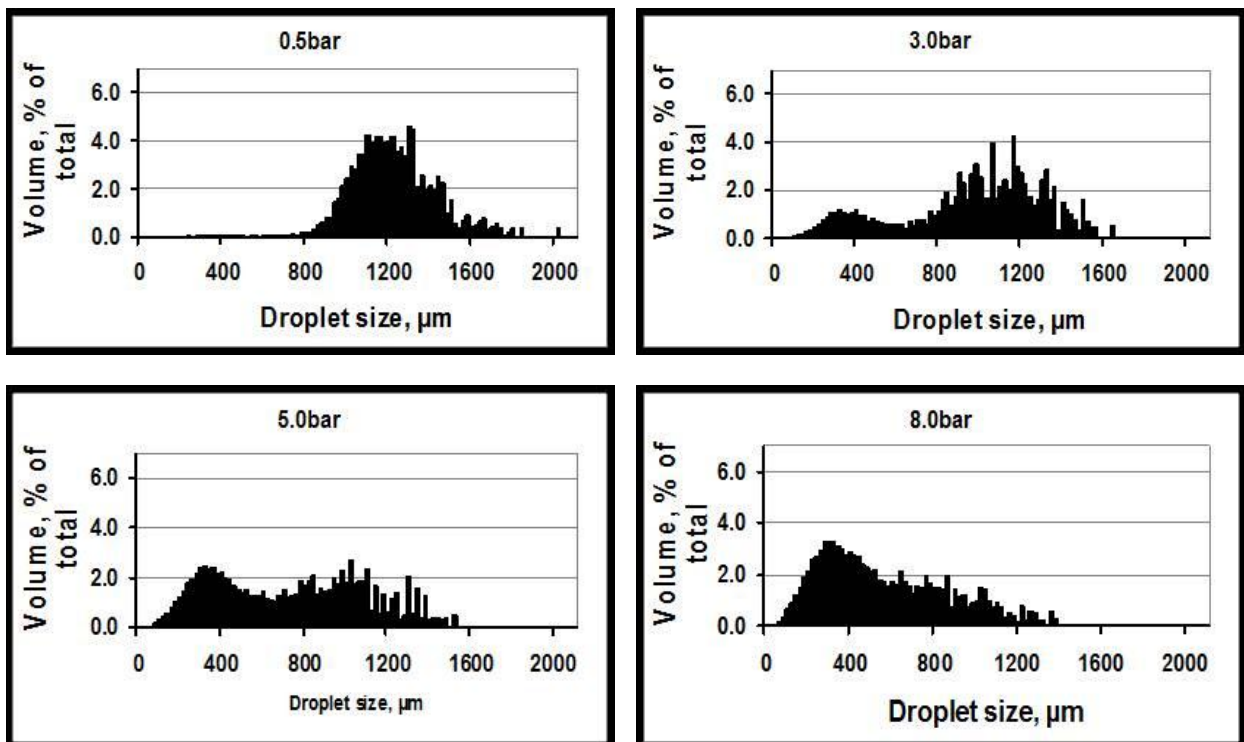 0.5bar
Volume, % of
total
6.0
4.0
2.0
0.0
0 400 800 1200 1600 2000
Droplet size, µm
3.0bar
Volume, % of
total
6.0
4.0
2.0
0.0
0 400 800 1200 1600 2000
Droplet size, µm
5.0bar
Volume, % of
total
6.0
4.0
2.0
0.0
0 400 800 1200 1600 2000
Droplet size, µm
8.0bar
Volume, % of
total
6.0
4.0
2.0
0.0
0 400 800 1200 1600 2000
Droplet size, µm